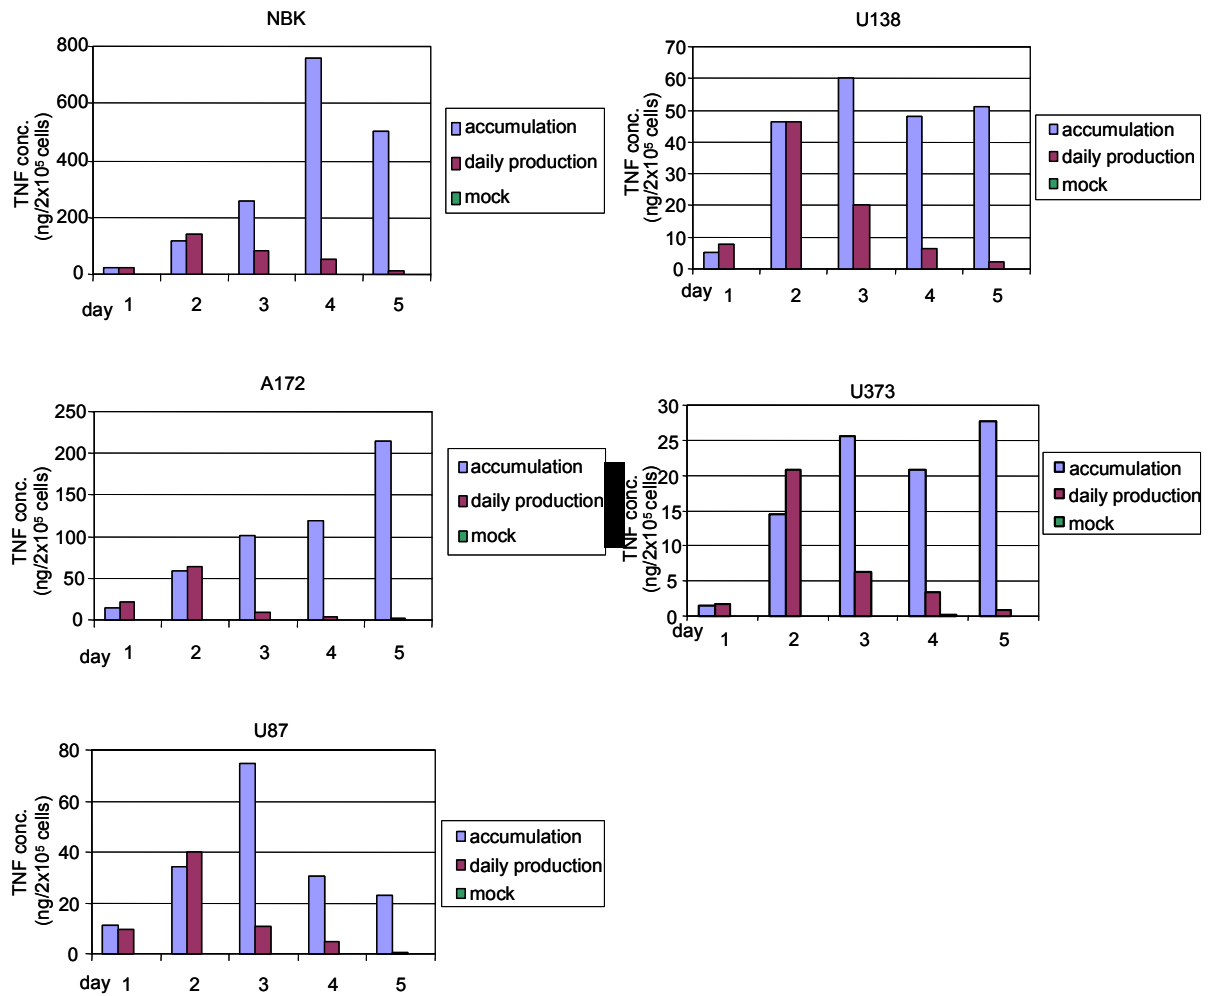 NBK
800
600
400
200
0
TNF conc.
(ng/2x10⁵ cells)
day 1 2 3 4 5
accumulation
daily production
mock
U138
70
60
50
40
30
20
10
0
TNF conc.
(ng/2x10⁵ cells)
day 1 2 3 4 5
accumulation
daily production
mock
A172
250
200
150
100
50
0
TNF conc.
(ng/2x10⁵ cells)
day 1 2 3 4 5
accumulation
daily production
mock
U373
30
25
20
15
10
5
0
TNF conc.
(ng/2x10⁵ cells)
day 1 2 3 4 5
accumulation
daily production
mock
U87
80
60
40
20
0
TNF conc.
(ng/2x10⁵ cells)
day 1 2 3 4 5
accumulation
daily production
mock